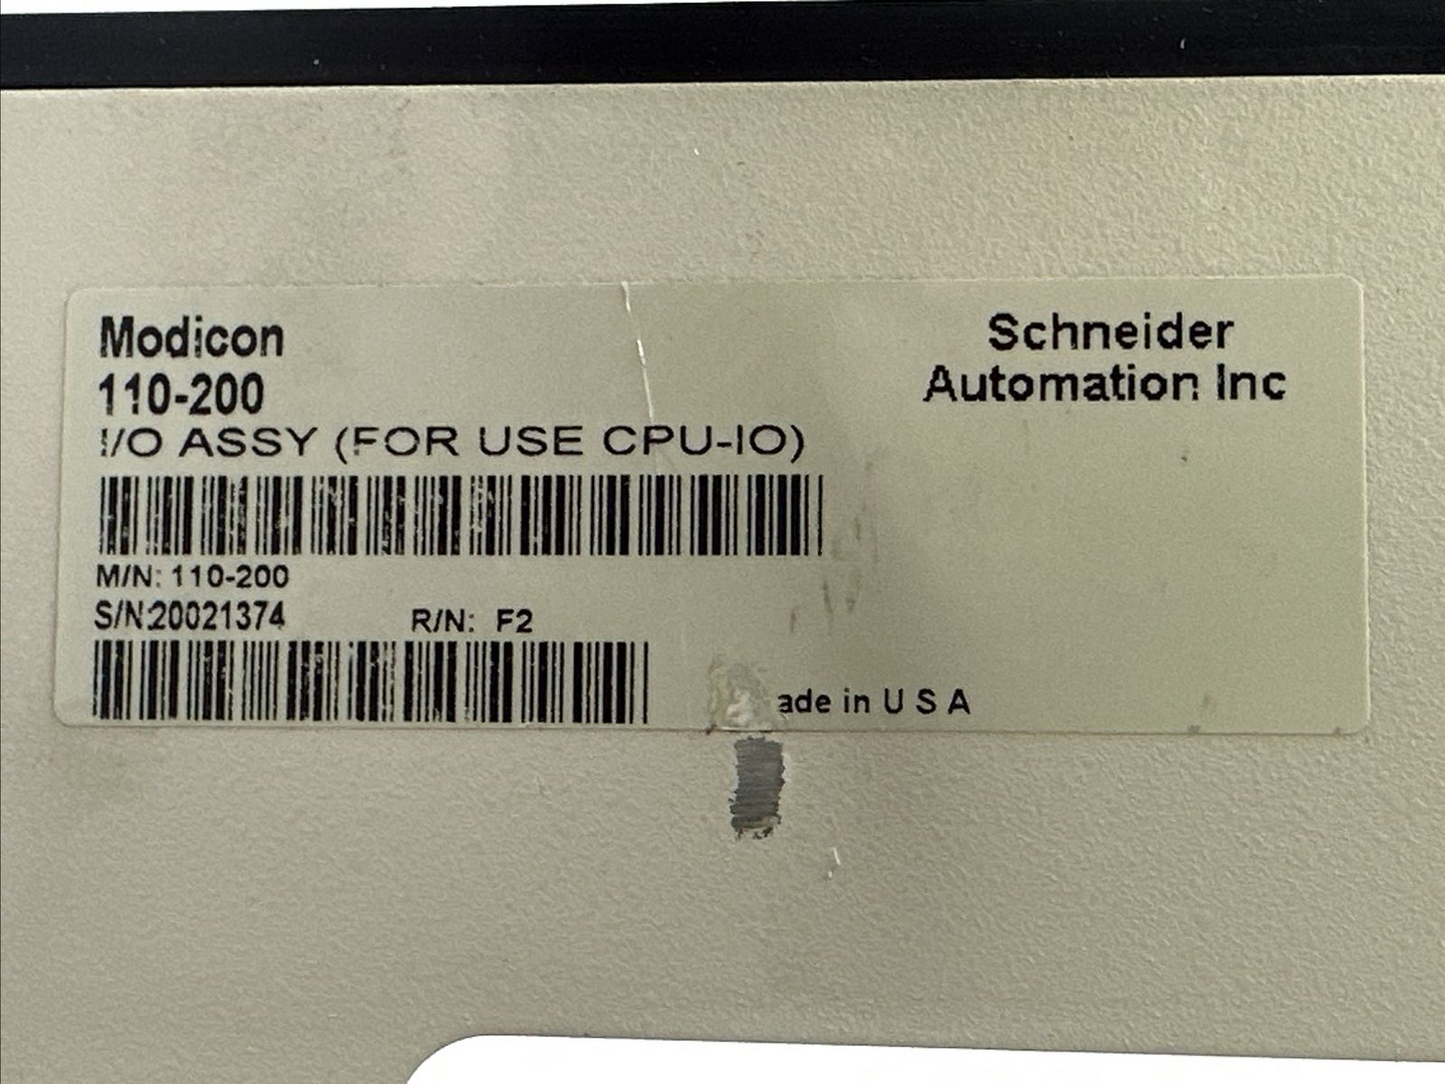 Modicon
110-200
I/O ASSY (FOR USE CPU-IO)
Schneider
Automation Inc
M/N: 110-200
S/N:20021374 R/N: F2
ade in U S A